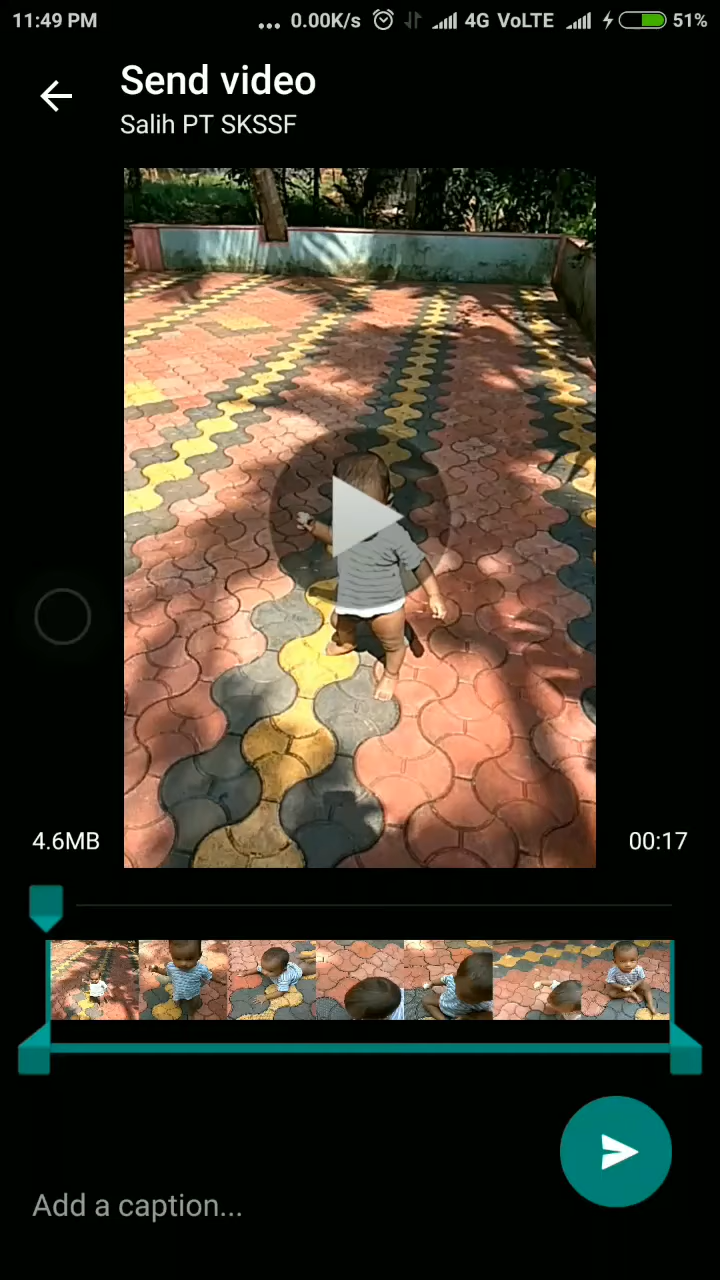 11:49 PM ... 0.00K/s 4G VoLTE 51%
Send video
Salih PT SKSSF
4.6MB 00:17
Add a caption...